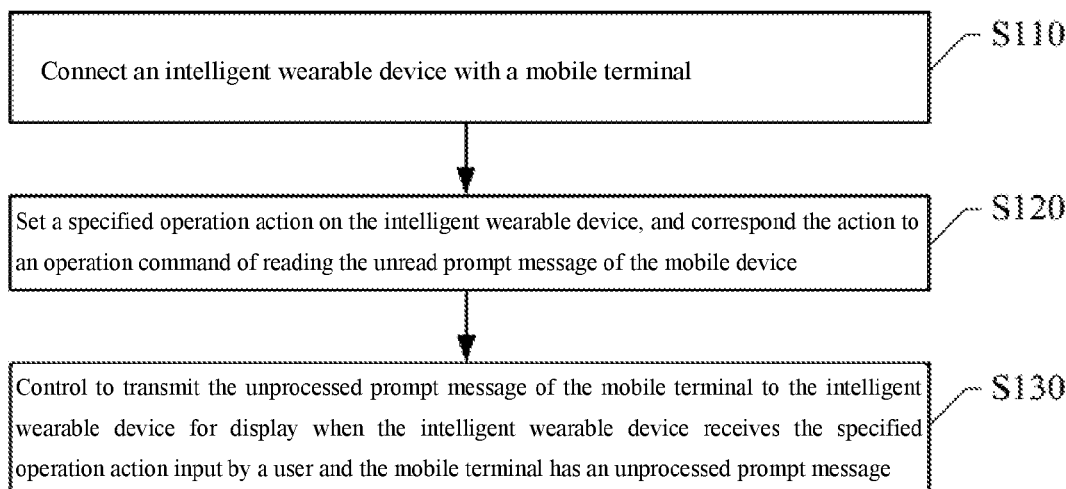 S110
Connect an intelligent wearable device with a mobile terminal
S120
Set a specified operation action on the intelligent wearable device, and correspond the action to
an operation command of reading the unread prompt message of the mobile device
S130
Control to transmit the unprocessed prompt message of the mobile terminal to the intelligent
wearable device for display when the intelligent wearable device receives the specified
operation action input by a user and the mobile terminal has an unprocessed prompt message